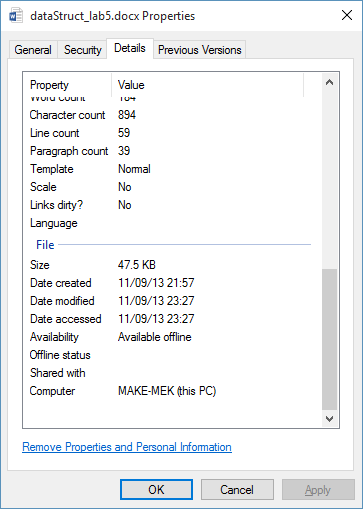 dataStruct_lab5.docx Properties
General Security Details Previous Versions
Property Value
Word count 164
Character count 894
Line count 59
Paragraph count 39
Template Normal
Scale No
Links dirty? No
Language
File
Size 47.5 KB
Date created 11/09/13 21:57
Date modified 11/09/13 23:27
Date accessed 11/09/13 23:27
Availability Available offline
Offline status
Shared with
Computer MAKE-MEK (this PC)
Remove Properties and Personal Information
OK Cancel Apply